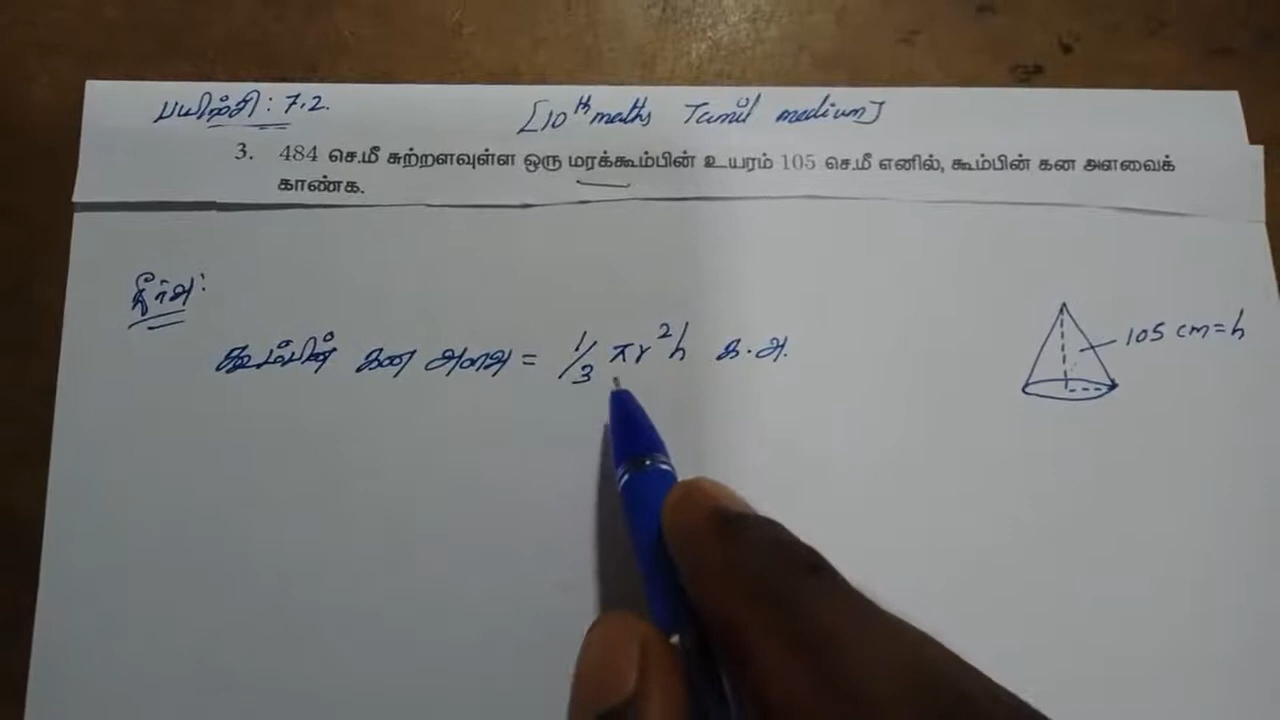 பயிற்சி: 7.2.
[10th maths Tamil medium]
3. 484 செ.மீ சுற்றளவுள்ள ஒரு மரக்கூம்பின் உயரம் 105 செ.மீ எனில், கூம்பின் கன அளவைக்
காண்க.
தீர்வு:
கூம்பின் கன அளவு = 1/3 πr²h க.அ.
105 cm = h